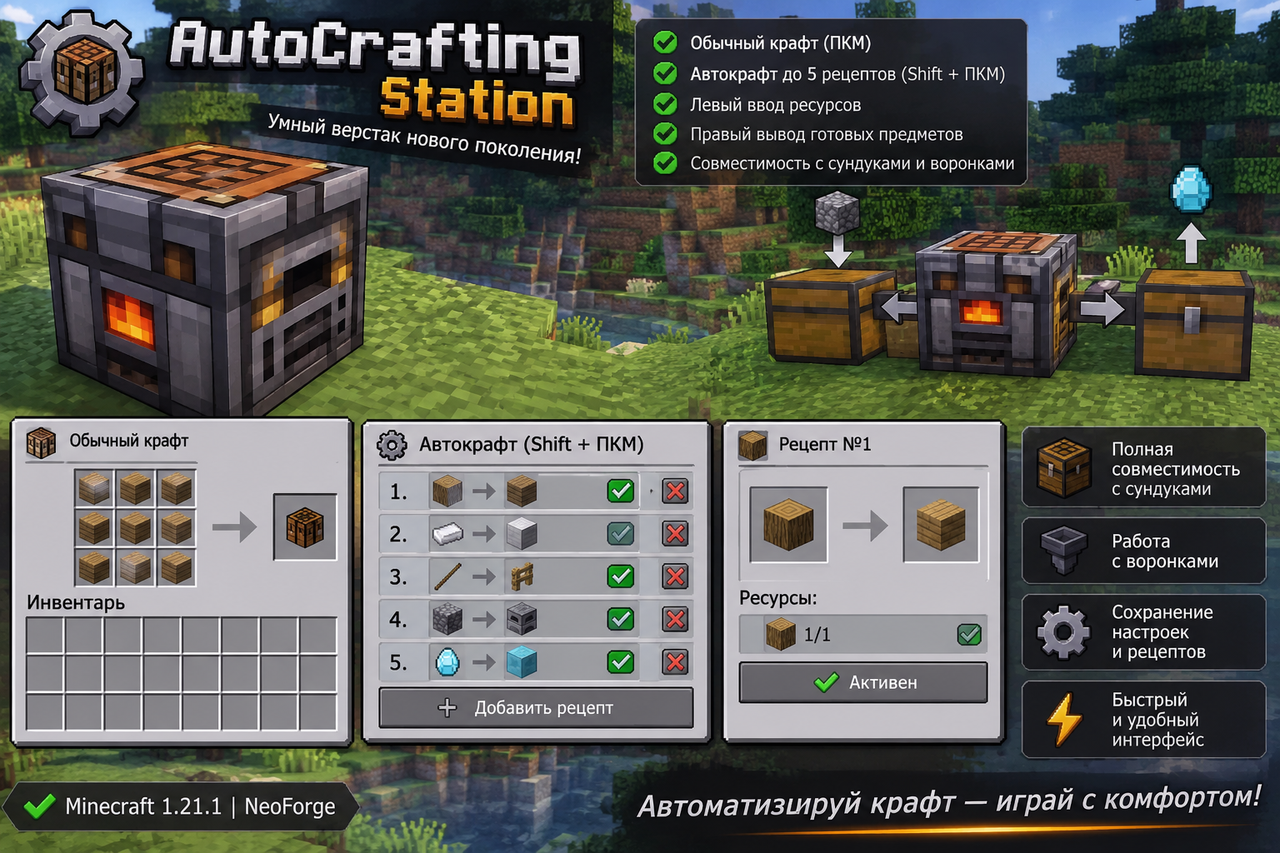 AutoCrafting
Station
Умный верстак нового поколения!
Обычный крафт (ПКМ)
Автокрафт до 5 рецептов (Shift + ПКМ)
Левый ввод ресурсов
Правый вывод готовых предметов
Совместимость с сундуками и воронками
Обычный крафт
Инвентарь
Автокрафт (Shift + ПКМ)
1.
2.
3.
4.
5.
Добавить рецепт
Рецепт №1
Ресурсы:
1/1
Активен
Полная
совместимость
с сундуками
Работа
с воронками
Сохранение
настроек
и рецептов
Быстрый
и удобный
интерфейс
Minecraft 1.21.1 | NeoForge
Автоматизируй крафт — играй с комфортом!